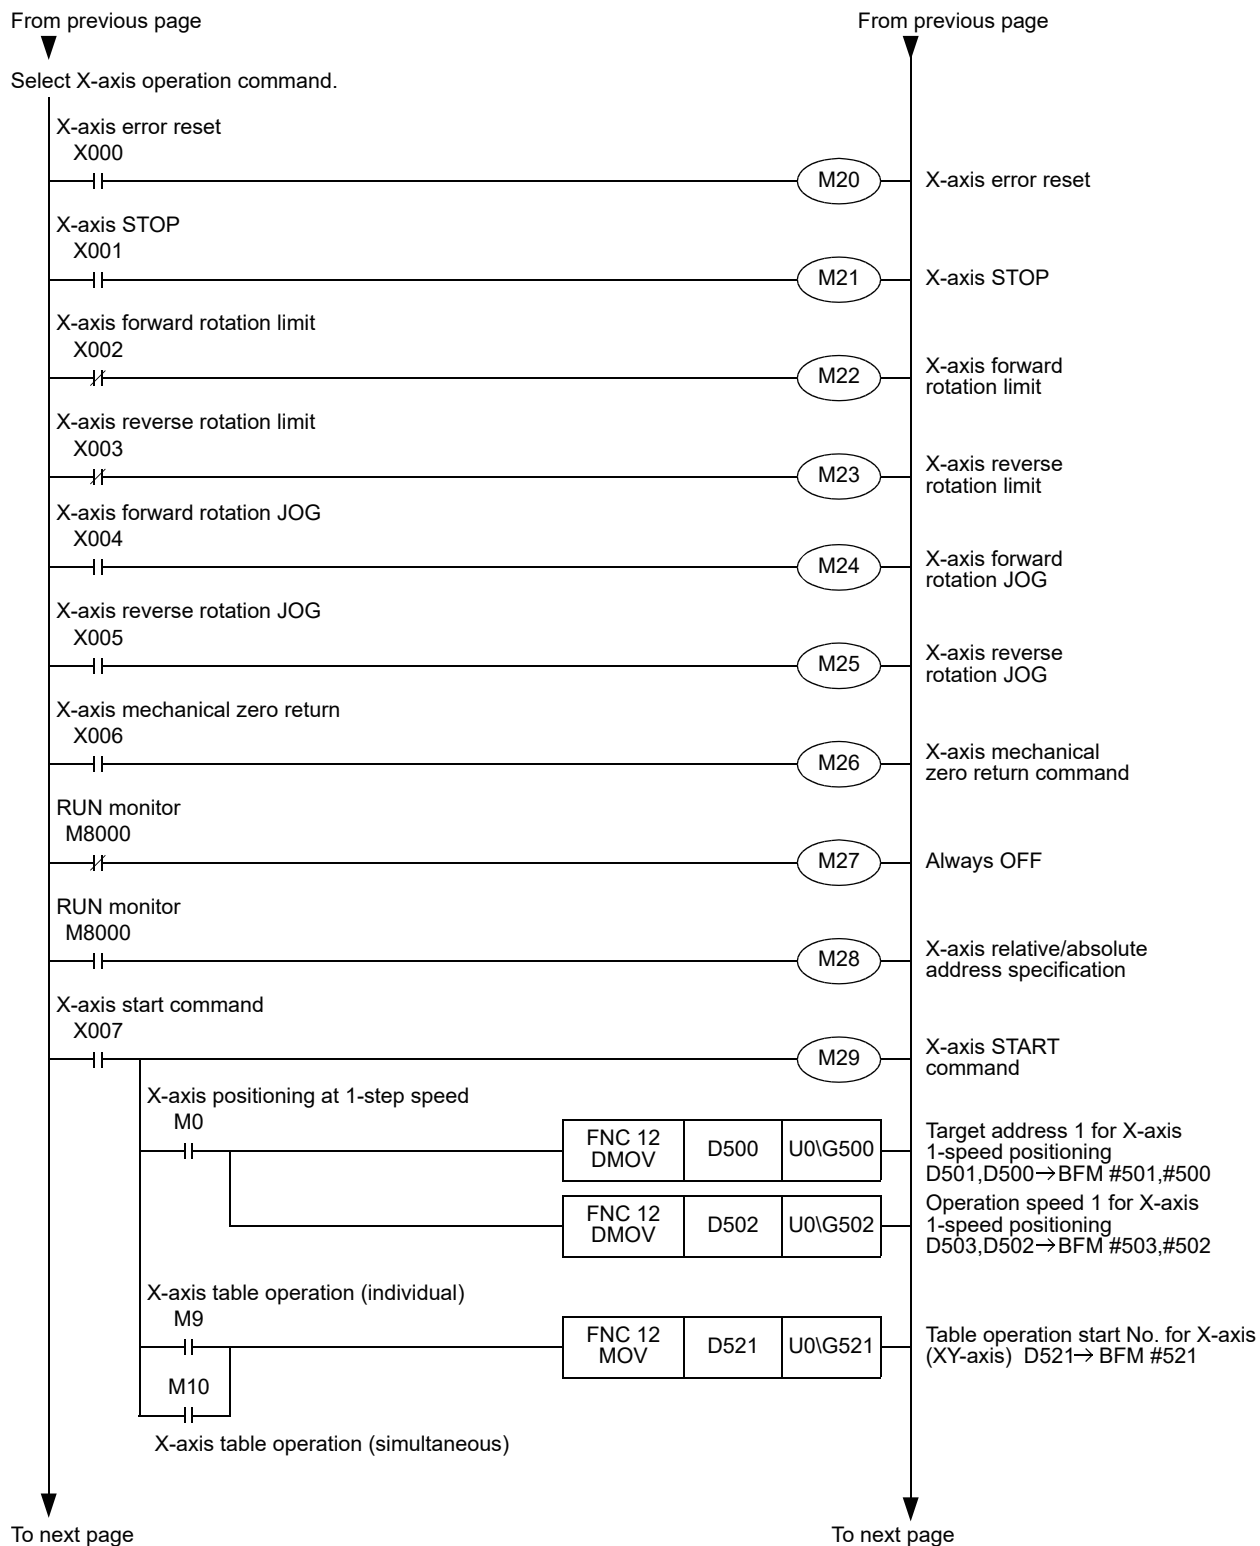 From previous page
From previous page
Select X-axis operation command.
X-axis error reset
X000
M20
X-axis error reset
X-axis STOP
X001
M21
X-axis STOP
X-axis forward rotation limit
X002
M22
X-axis forward
rotation limit
X-axis reverse rotation limit
X003
M23
X-axis reverse
rotation limit
X-axis forward rotation JOG
X004
M24
X-axis forward
rotation JOG
X-axis reverse rotation JOG
X005
M25
X-axis reverse
rotation JOG
X-axis mechanical zero return
X006
M26
X-axis mechanical
zero return command
RUN monitor
M8000
M27
Always OFF
RUN monitor
M8000
M28
X-axis relative/absolute
address specification
X-axis start command
X007
M29
X-axis START
command
X-axis positioning at 1-step speed
M0
FNC 12
DMOV
D500
U0\G500
Target address 1 for X-axis
1-speed positioning
D501,D500→BFM #501,#500
FNC 12
DMOV
D502
U0\G502
Operation speed 1 for X-axis
1-speed positioning
D503,D502→BFM #503,#502
X-axis table operation (individual)
M9
FNC 12
MOV
D521
U0\G521
Table operation start No. for X-axis
(XY-axis) D521→ BFM #521
M10
X-axis table operation (simultaneous)
To next page
To next page